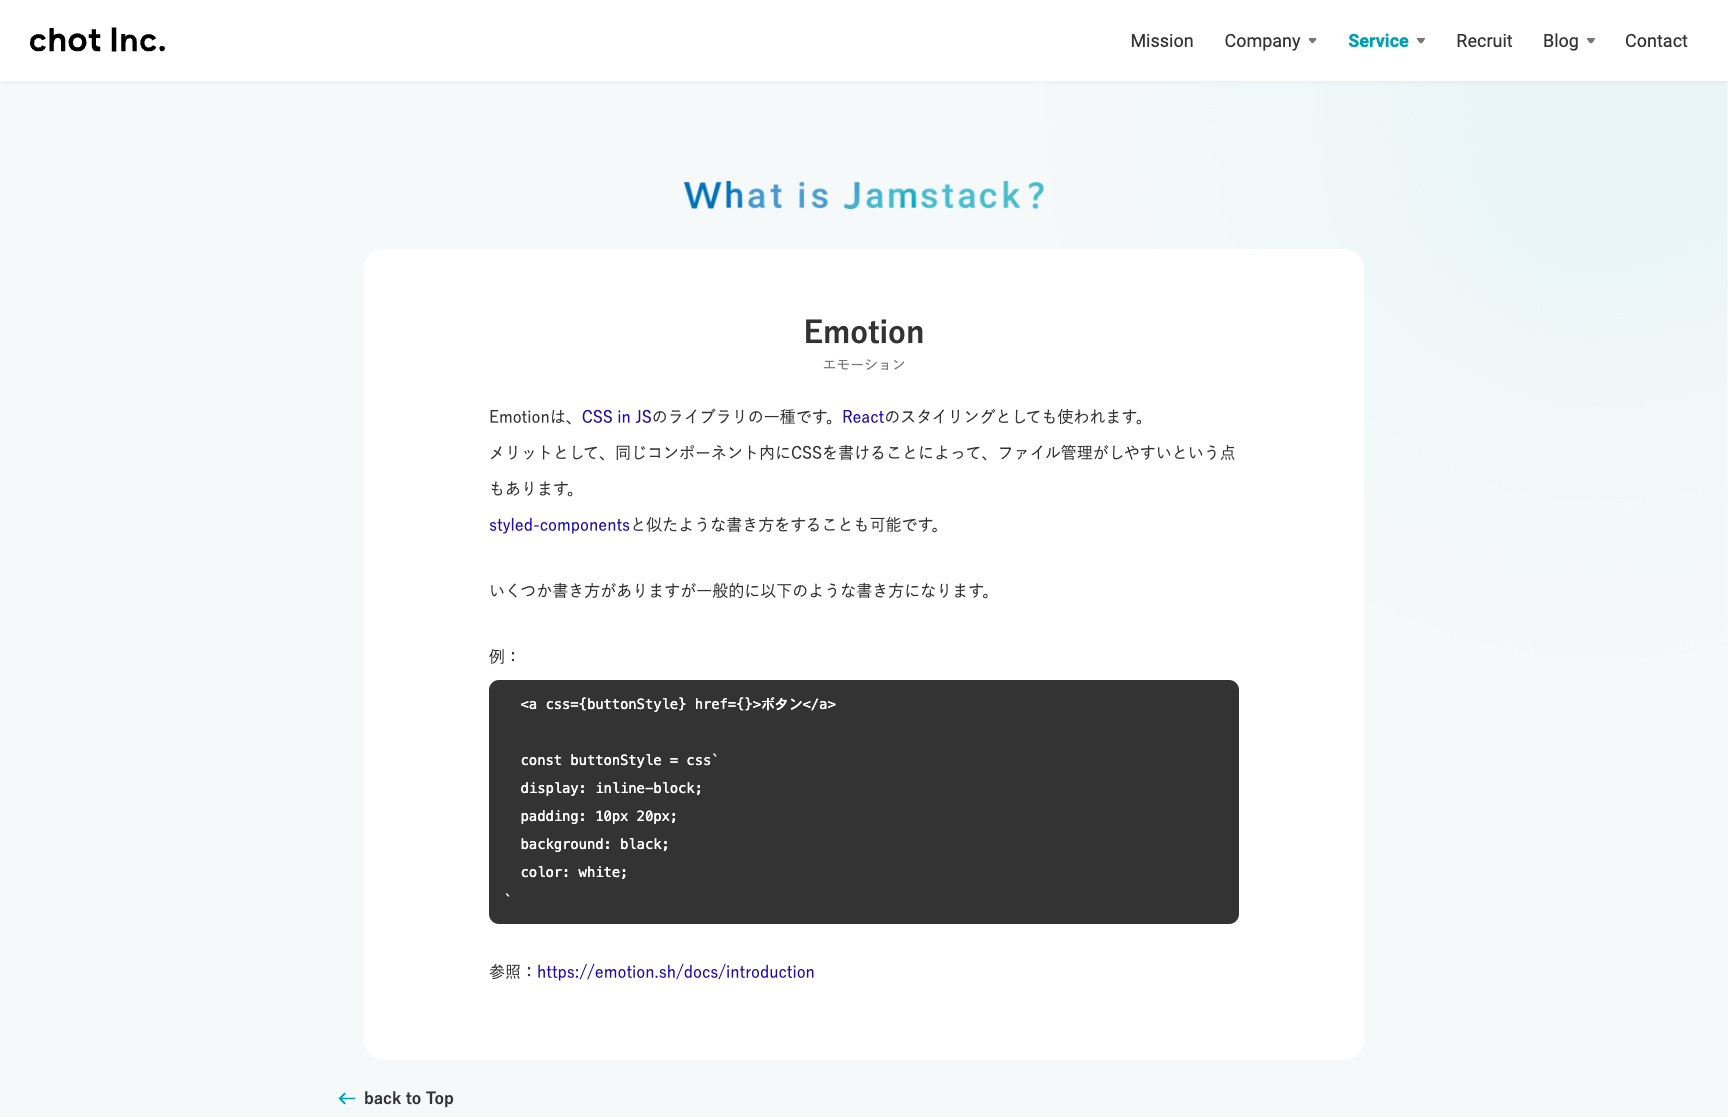 chot Inc.
Mission Company Service Recruit Blog Contact
What is Jamstack?
Emotion
エモーション
Emotionは、CSS in JSのライブラリの一種です。Reactのスタイリングとしても使われます。
メリットとして、同じコンポーネント内にCSSを書けることによって、ファイル管理がしやすいという点
もあります。
styled-componentsと似たような書き方をすることも可能です。
いくつか書き方がありますが一般的に以下のような書き方になります。
例：
<a css={buttonStyle} href={}>ボタン</a>
const buttonStyle = css`
display: inline-block;
padding: 10px 20px;
background: black;
color: white;
`
参照：https://emotion.sh/docs/introduction
← back to Top